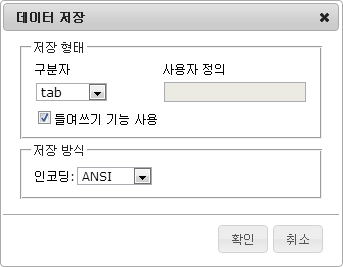 데이터 저장
저장 형태
구분자 사용자 정의
tab
들여쓰기 기능 사용
저장 방식
인코딩: ANSI
확인 취소